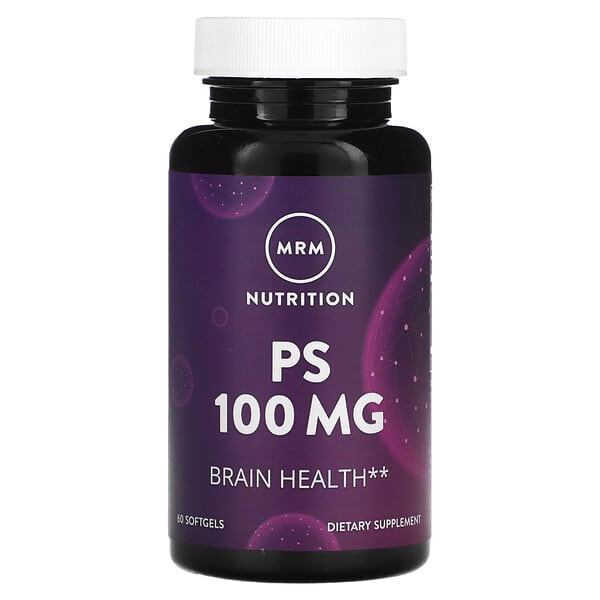 MRM
NUTRITION
PS
100 MG
BRAIN HEALTH**
60 SOFTGELS
DIETARY SUPPLEMENT